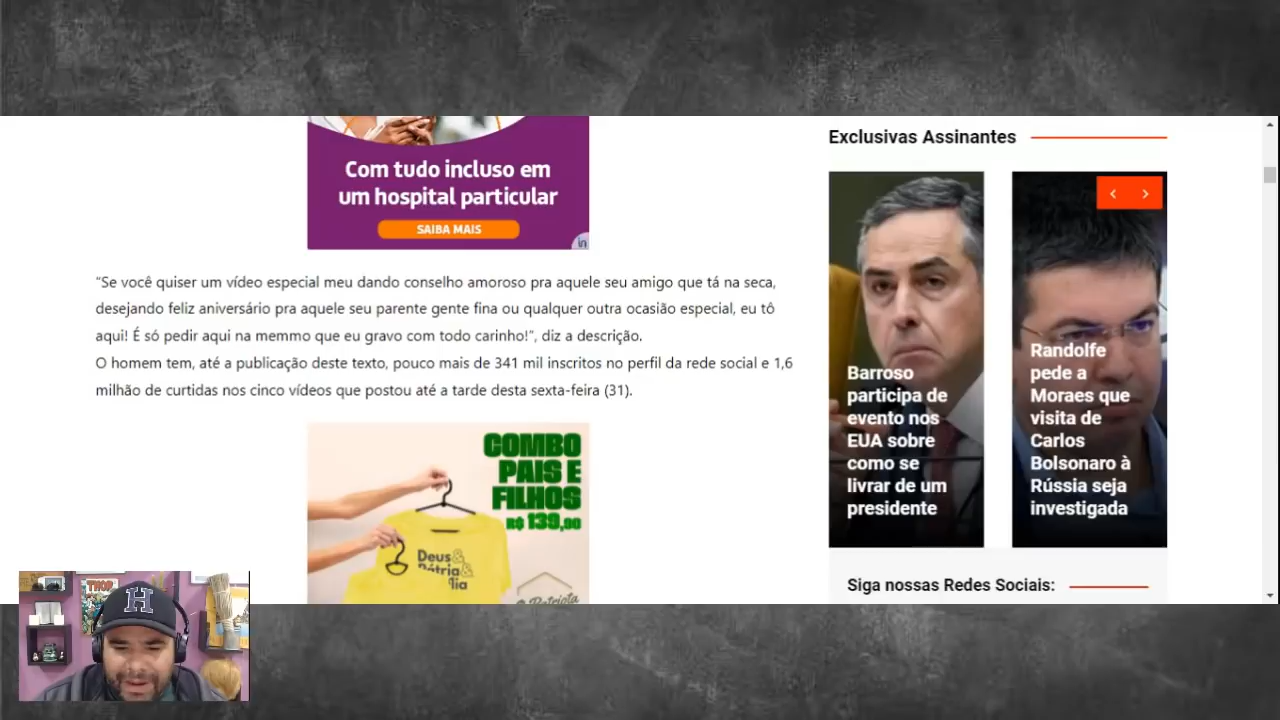 Com tudo incluso em
um hospital particular
SAIBA MAIS
in
“Se você quiser um vídeo especial meu dando conselho amoroso pra aquele seu amigo que tá na seca,
desejando feliz aniversário pra aquele seu parente gente fina ou qualquer outra ocasião especial, eu tô
aqui! É só pedir aqui na memmo que eu gravo com todo carinho!”, diz a descrição.
O homem tem, até a publicação deste texto, pouco mais de 341 mil inscritos no perfil da rede social e 1,6
milhão de curtidas nos cinco vídeos que postou até a tarde desta sexta-feira (31).
COMBO
PAIS E
FILHOS
R$ 139,00
Deus&
Pátria&
Patriota
Exclusivas Assinantes
Barroso
participa de
evento nos
EUA sobre
como se
livrar de um
presidente
Randolfe
pede a
Moraes que
visita de
Carlos
Bolsonaro à
Rússia seja
investigada
Siga nossas Redes Sociais:
THOR
H